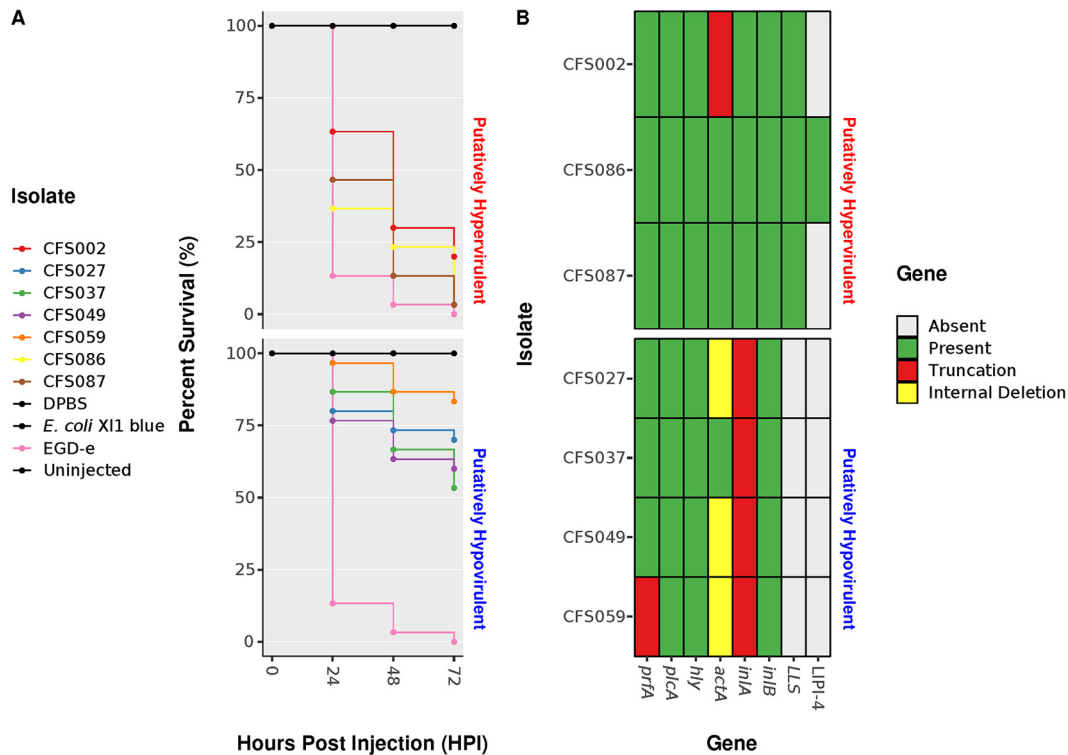 A
B
Isolate
CFS002
CFS027
CFS037
CFS049
CFS059
CFS086
CFS087
DPBS
E. coli Xl1 blue
EGD-e
Uninjected
Percent Survival (%)
100
75
50
25
0
Putatively Hypervirulent
100
75
50
25
0
Putatively Hypovirulent
0
24
48
72
Hours Post Injection (HPI)
Isolate
CFS002
CFS086
CFS087
Putatively Hypervirulent
CFS027
CFS037
CFS049
CFS059
Putatively Hypovirulent
prfA
plcA
hly
actA
inlA
inlB
LLS
LIPI-4
Gene
Gene
Absent
Present
Truncation
Internal Deletion